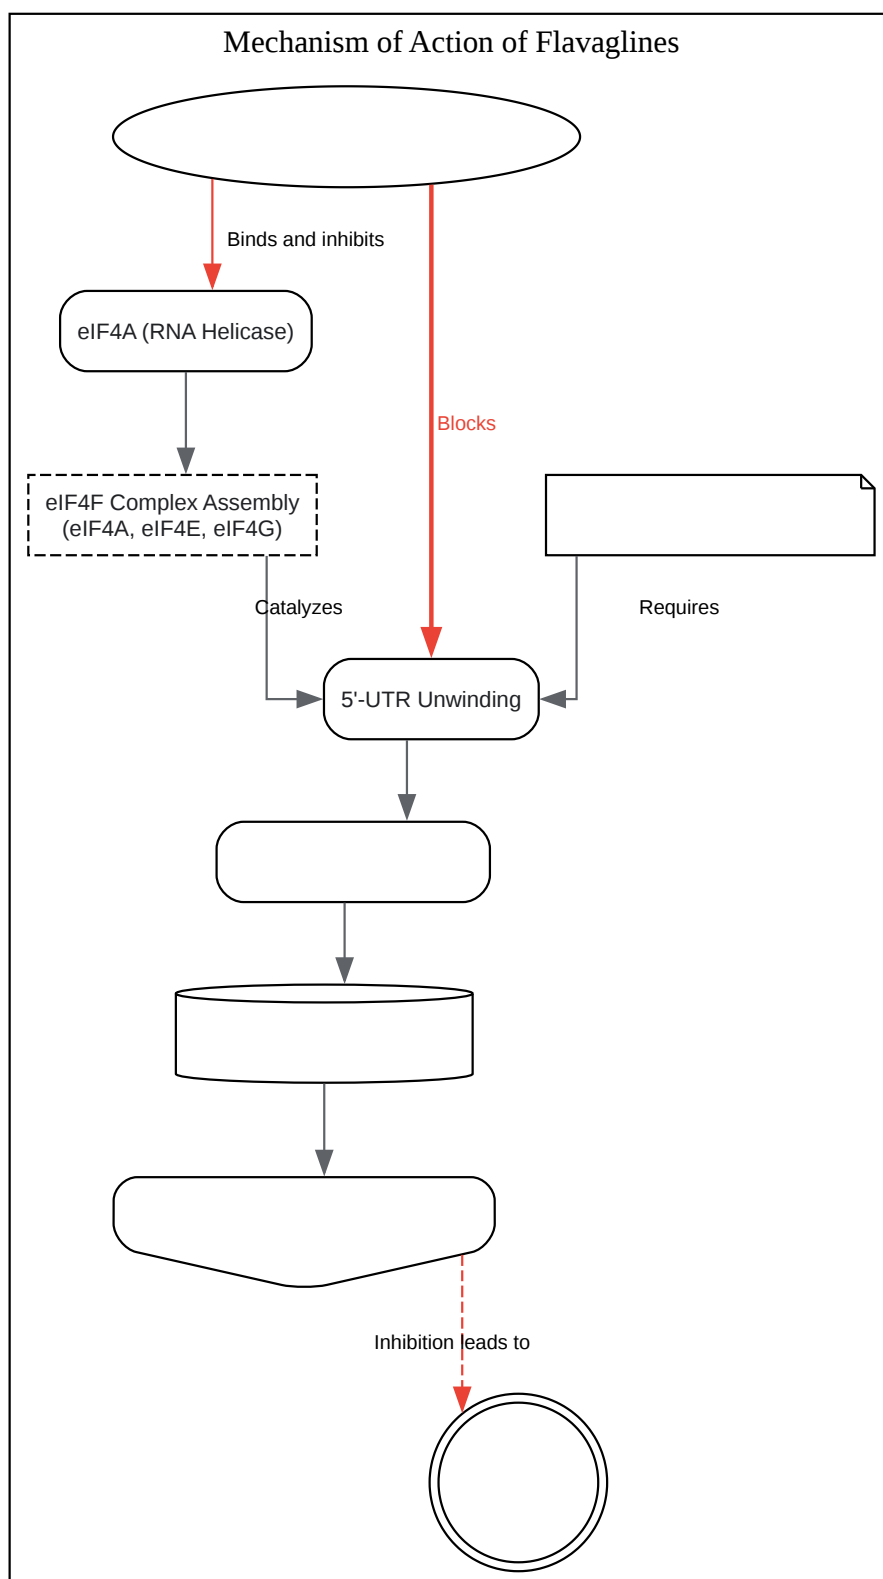 Mechanism of Action of Flavaglines
Binds and inhibits
eIF4A (RNA Helicase)
Blocks
eIF4F Complex Assembly
(eIF4A, eIF4E, eIF4G)
Catalyzes
Requires
5'-UTR Unwinding
Inhibition leads to